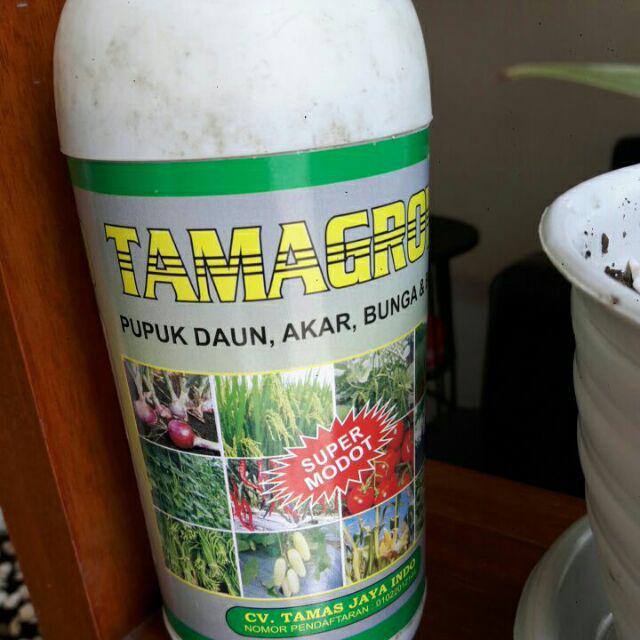 TAMAGRO
PUPUK DAUN, AKAR, BUNGA &
SUPER
MODOT
CV. TAMAS JAYA INDO
NOMOR PENDAFTARAN :